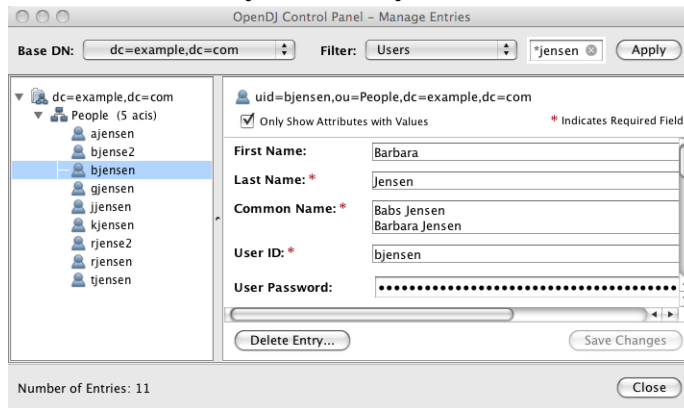 OpenDJ Control Panel – Manage Entries
Base DN: dc=example,dc=com Filter: Users *jensen Apply
dc=example,dc=com
People (5 acis)
ajensen
bjense2
bjensen
gjensen
jjensen
kjensen
rjense2
rjensen
tjensen
uid=bjensen,ou=People,dc=example,dc=com
Only Show Attributes with Values * Indicates Required Field
First Name: Barbara
Last Name: * Jensen
Common Name: * Babs Jensen
Barbara Jensen
User ID: * bjensen
User Password: ••••••••••••••••••••••••••••••••••••••••
Delete Entry... Save Changes
Number of Entries: 11 Close